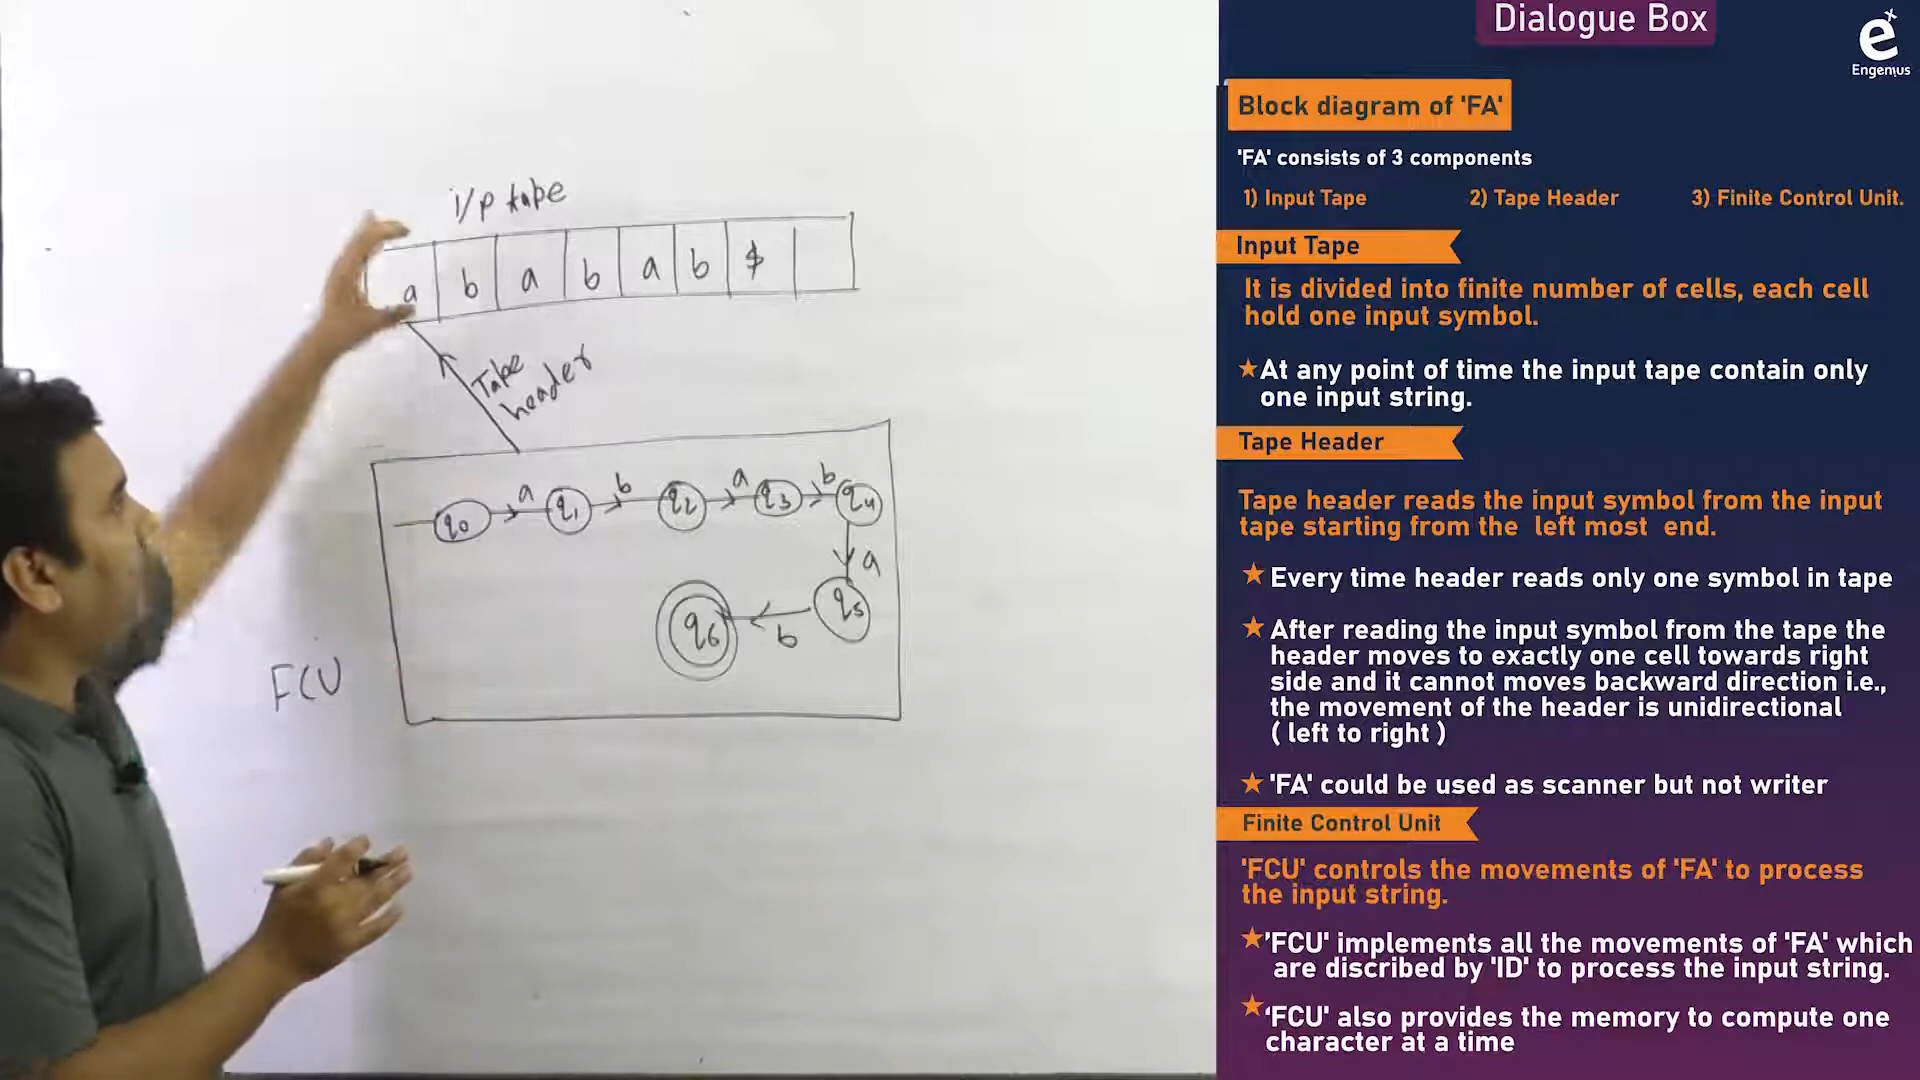 i/p tape
a b a b a b $
Tape
header
q0 a q1 b q2 a q3 b q4
a
q6 b q5
FCU
Dialogue Box
ex
Engenius
Block diagram of 'FA'
'FA' consists of 3 components
1) Input Tape 2) Tape Header 3) Finite Control Unit.
Input Tape
It is divided into finite number of cells, each cell
hold one input symbol.
★At any point of time the input tape contain only
one input string.
Tape Header
Tape header reads the input symbol from the input
tape starting from the left most end.
★ Every time header reads only one symbol in tape
★ After reading the input symbol from the tape the
header moves to exactly one cell towards right
side and it cannot moves backward direction i.e.,
the movement of the header is unidirectional
( left to right )
★ 'FA' could be used as scanner but not writer
Finite Control Unit
'FCU' controls the movements of 'FA' to process
the input string.
★'FCU' implements all the movements of 'FA' which
are discribed by 'ID' to process the input string.
★'FCU' also provides the memory to compute one
character at a time